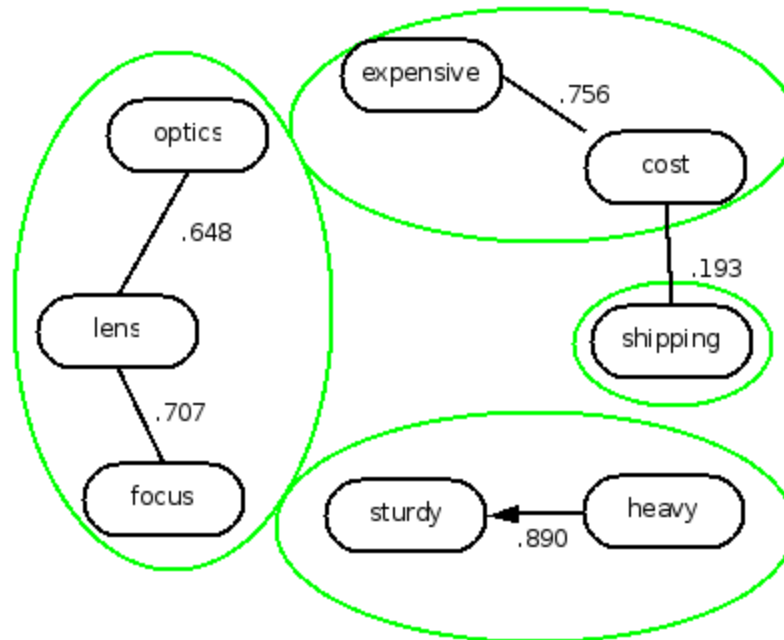 expensive
.756
optics
cost
.648
.193
lens
shipping
.707
focus
sturdy
heavy
.890